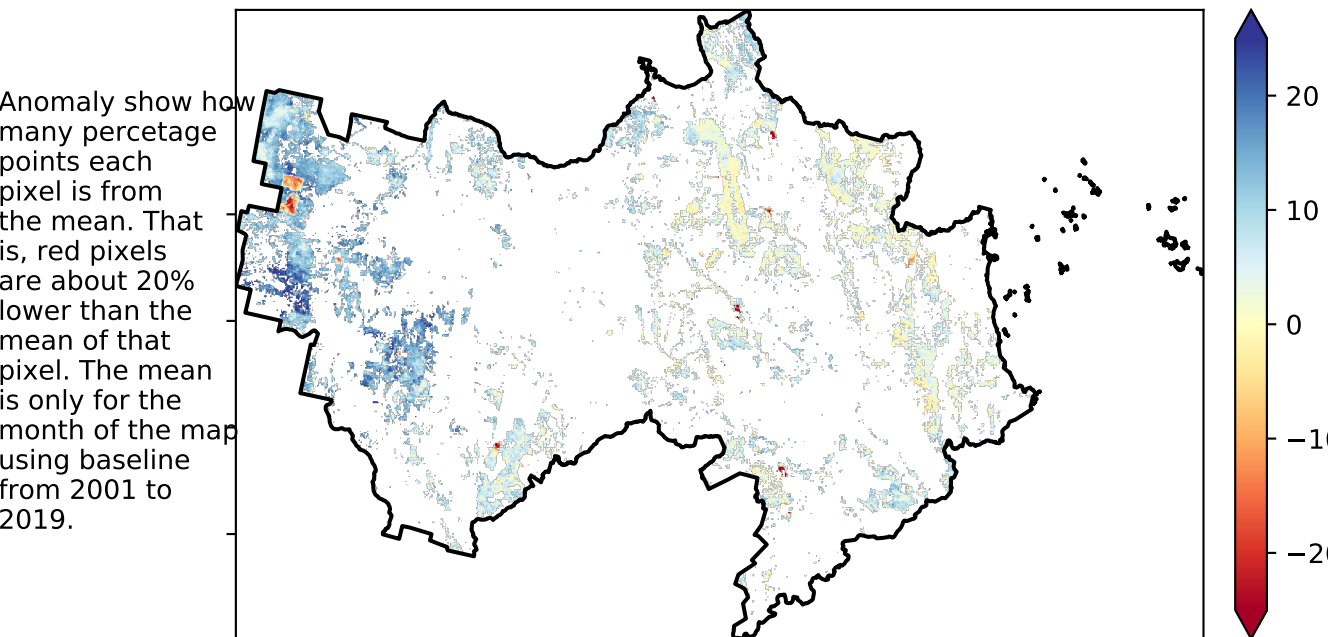 Anomaly show how
many percetage
points each
pixel is from
the mean. That
is, red pixels
are about 20%
lower than the
mean of that
pixel. The mean
is only for the
month of the map
using baseline
from 2001 to
2019.
20
10
0
−10
−20